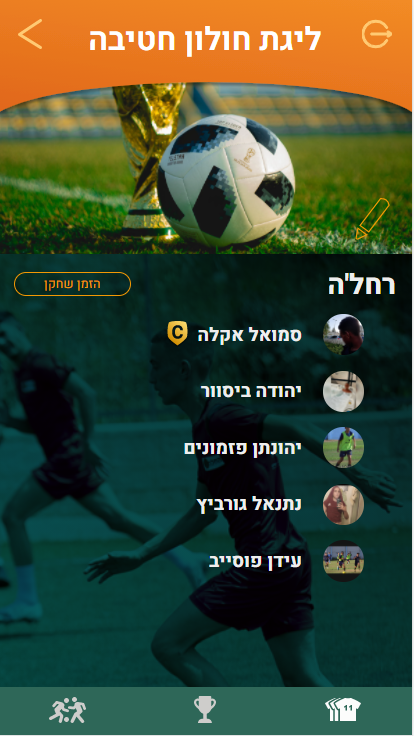 ליגת חולון חטיבה
רחל'ה
הזמן שחקן
סמואל אקלה C
יהודה ביסוור
יהונתן פזמונים
נתנאל גורביץ
עידן פוסייב
11